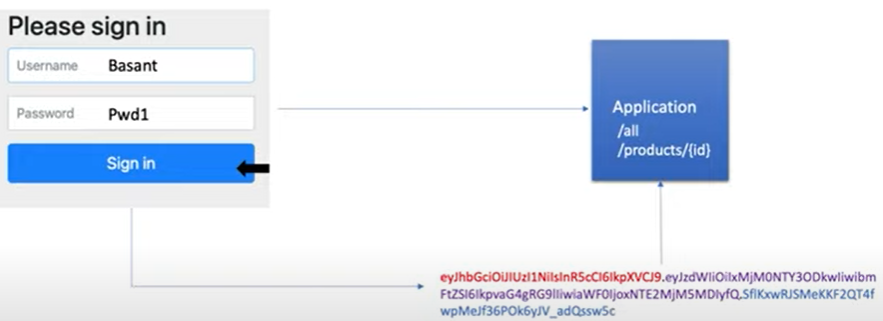 Please sign in
Username Basant
Password Pwd1
Sign in
Application
/all
/products/{id}
eyJhbGciOiJIUzI1NiIsInR5cCI6IkpXVCJ9.eyJzdWIiOiIxMjM0NTY3ODkwIiwibm
FtZSI6IkpvaG4gRG9lIiwiaWF0IjoxNTE2MjM5MDIyfQ.SflKxwRJSMeKKF2QT4f
wpMeJf36POk6yJV_adQssw5c